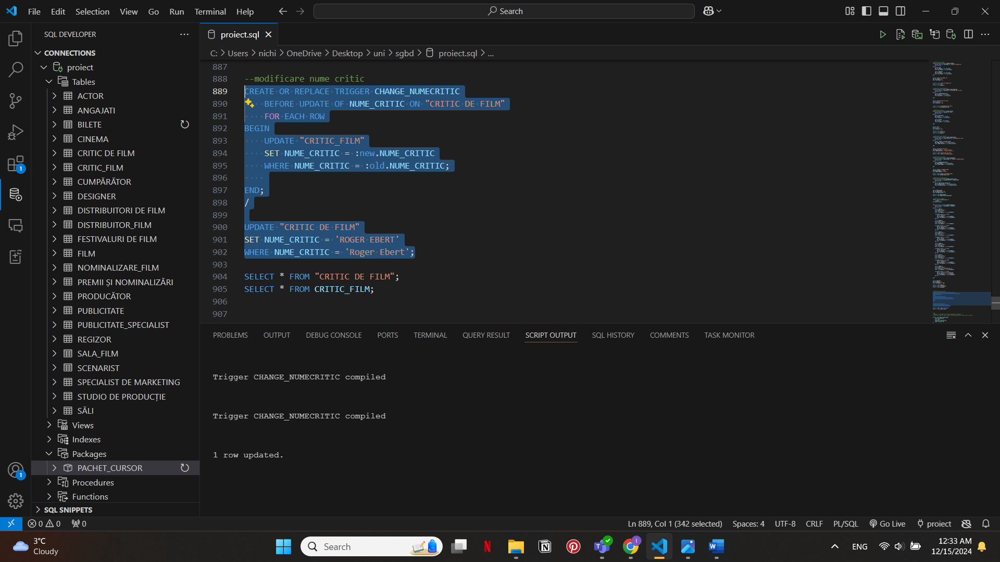 File Edit Selection View Go Run Terminal Help
Search
SQL DEVELOPER
CONNECTIONS
proiect
Tables
ACTOR
ANGAJATI
BILETE
CINEMA
CRITIC DE FILM
CRITIC_FILM
CUMPĂRĂTOR
DESIGNER
DISTRIBUITORI DE FILM
DISTRIBUITOR_FILM
FESTIVALURI DE FILM
FILM
NOMINALIZARE_FILM
PREMII ȘI NOMINALIZĂRI
PRODUCĂTOR
PUBLICITATE
PUBLICITATE_SPECIALIST
REGIZOR
SALA_FILM
SCENARIST
SPECIALIST DE MARKETING
STUDIO DE PRODUCȚIE
SĂLI
Views
Indexes
Packages
PACHET_CURSOR
Procedures
Functions
SQL SNIPPETS
1
1
proiect.sql
C: > Users > nichi > OneDrive > Desktop > uni > sgbd > proiect.sql > ...
887
888 --modificare nume critic
889 CREATE OR REPLACE TRIGGER CHANGE_NUMECRITIC
890 BEFORE UPDATE OF NUME_CRITIC ON "CRITIC DE FILM"
891 FOR EACH ROW
892 BEGIN
893 UPDATE "CRITIC_FILM"
894 SET NUME_CRITIC = :new.NUME_CRITIC
895 WHERE NUME_CRITIC = :old.NUME_CRITIC;
896
897 END;
898 /
899
900 UPDATE "CRITIC DE FILM"
901 SET NUME_CRITIC = 'ROGER EBERT'
902 WHERE NUME_CRITIC = 'Roger Ebert';
903
904 SELECT * FROM "CRITIC DE FILM";
905 SELECT * FROM CRITIC_FILM;
906
907
PROBLEMS OUTPUT DEBUG CONSOLE PORTS TERMINAL QUERY RESULT SCRIPT OUTPUT SQL HISTORY COMMENTS TASK MONITOR
Trigger CHANGE_NUMECRITIC compiled
Trigger CHANGE_NUMECRITIC compiled
1 row updated.
0 0 0
Ln 889, Col 1 (342 selected) Spaces: 4 UTF-8 CRLF PL/SQL Go Live proiect
3°C
Cloudy
Search
ENG
12:33 AM
12/15/2024